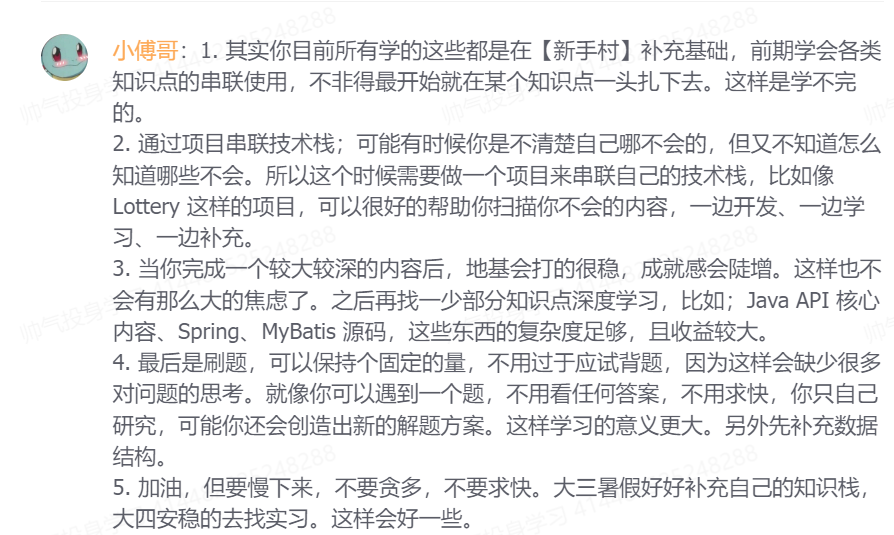 小傅哥：1. 其实你目前所有学的这些都是在【新手村】补充基础，前期学会各类
知识点的串联使用，不非得最开始就在某个知识点一头扎下去。这样是学不完
的。
2. 通过项目串联技术栈；可能有时候你是不清楚自己哪不会的，但又不知道怎么
知道哪些不会。所以这个时候需要做一个项目来串联自己的技术栈，比如像
Lottery 这样的项目，可以很好的帮助你扫描你不会的内容，一边开发、一边学
习、一边补充。
3. 当你完成一个较大较深的内容后，地基会打的很稳，成就感会陡增。这样也不
会有那么大的焦虑了。之后再找一少部分知识点深度学习，比如；Java API 核心
内容、Spring、MyBatis 源码，这些东西的复杂度足够，且收益较大。
4. 最后是刷题，可以保持个固定的量，不用过于应试背题，因为这样会缺少很多
对问题的思考。就像你可以遇到一个题，不用看任何答案，不用求快，你只自己
研究，可能你还会创造出新的解题方案。这样学习的意义更大。另外先补充数据
结构。
5. 加油，但要慢下来，不要贪多，不要求快。大三暑假好好补充自己的知识栈，
大四安稳的去找实习。这样会好一些。